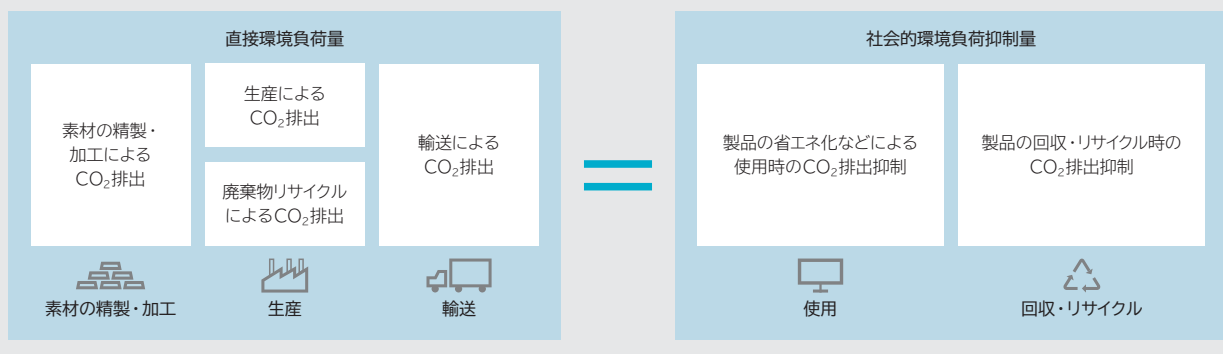 直接環境負荷量
素材の精製・
加工による
CO₂排出
生産による
CO₂排出
廃棄物リサイクル
によるCO₂排出
輸送による
CO₂排出
素材の精製・加工
生産
輸送
社会的環境負荷抑制量
製品の省エネ化などによる
使用時のCO₂排出抑制
製品の回収・リサイクル時の
CO₂排出抑制
使用
回収・リサイクル